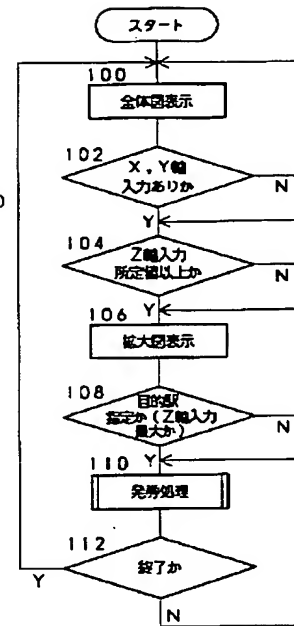 スタート
100
全体図表示
102
X，Y軸
入力ありか
N
Y
104
Z軸入力
所定値以上か
N
Y
106
拡大図表示
108
目的駅
指定か（Z軸入力
最大か）
N
Y
110
発券処理
112
終了か
Y
N